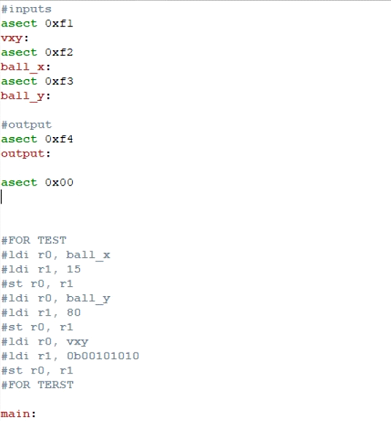 #inputs
asect 0xf1
vxy:
asect 0xf2
ball_x:
asect 0xf3
ball_y:
#output
asect 0xf4
output:
asect 0x00
#FOR TEST
#ldi r0, ball_x
#ldi r1, 15
#st r0, r1
#ldi r0, ball_y
#ldi r1, 80
#st r0, r1
#ldi r0, vxy
#ldi r1, 0b00101010
#st r0, r1
#FOR TERST
main: